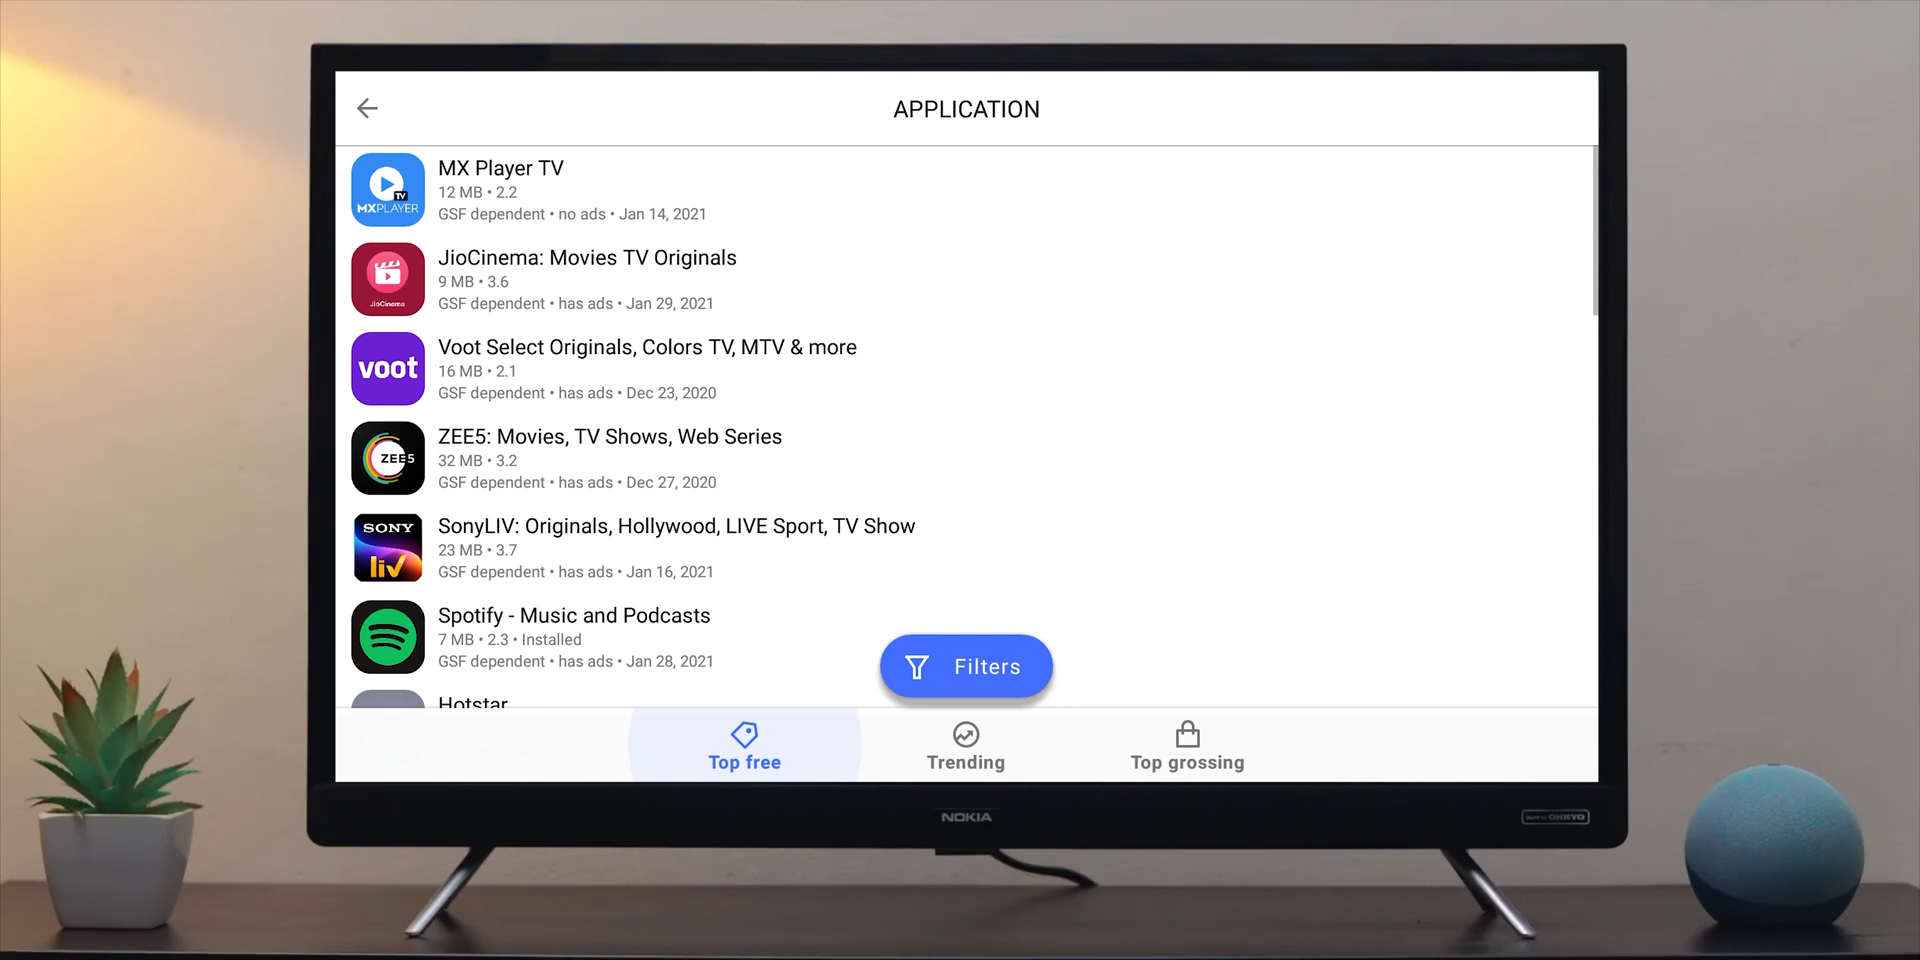 APPLICATION
MX Player TV
12 MB • 2.2
GSF dependent • no ads • Jan 14, 2021
TV
MXPLAYER
JioCinema: Movies TV Originals
9 MB • 3.6
GSF dependent • has ads • Jan 29, 2021
JioCinema
Voot Select Originals, Colors TV, MTV & more
16 MB • 2.1
GSF dependent • has ads • Dec 23, 2020
voot
ZEE5: Movies, TV Shows, Web Series
32 MB • 3.2
GSF dependent • has ads • Dec 27, 2020
ZEE5
SonyLIV: Originals, Hollywood, LIVE Sport, TV Show
23 MB • 3.7
GSF dependent • has ads • Jan 16, 2021
SONY
liv
Spotify - Music and Podcasts
7 MB • 2.3 • Installed
GSF dependent • has ads • Jan 28, 2021
Filters
Hotstar
Top free
Trending
Top grossing
NOKIA
ONKYO